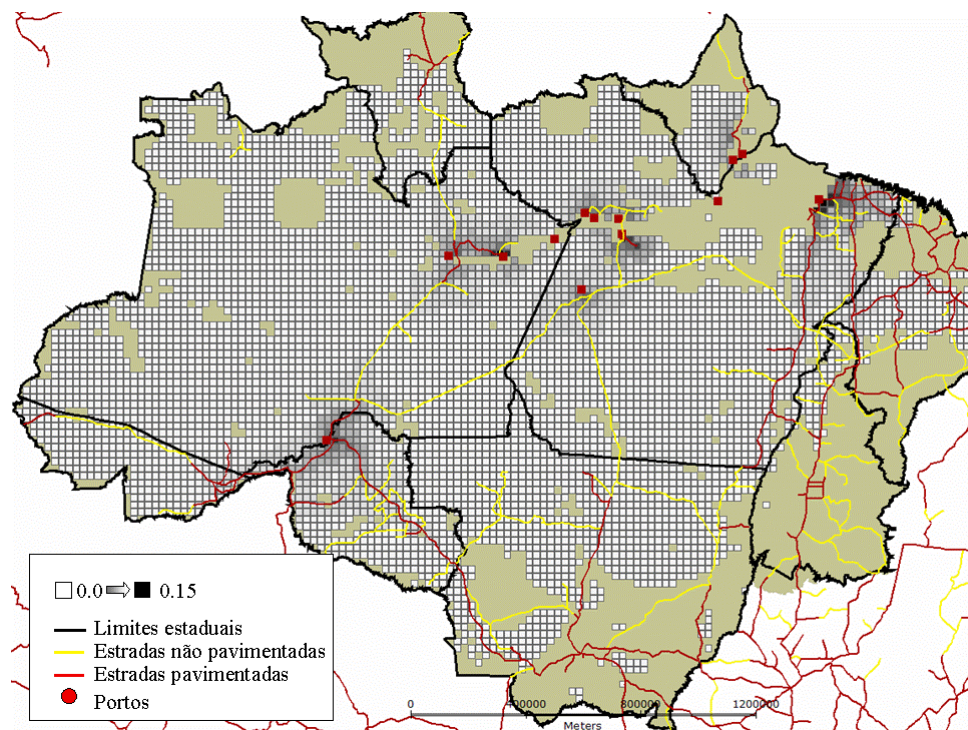 0.0 0.15
Limites estaduais
Estradas não pavimentadas
Estradas pavimentadas
Portos
0 400000 800000 1200000
Meters